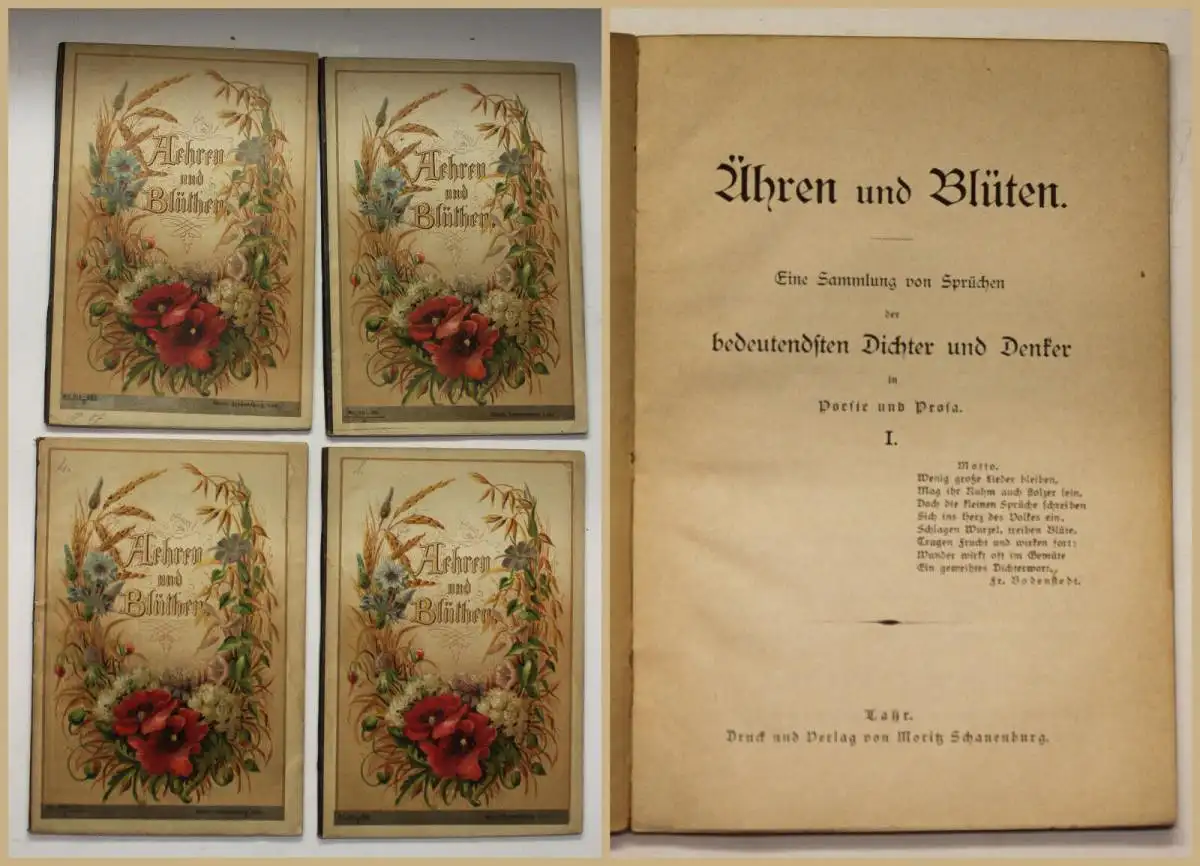 Aehren
und
Blüthen.
Aehren
und
Blüthen.
Aehren
und
Blüthen.
Aehren
und
Blüthen.
Ähren und Blüten.
Eine Sammlung von Sprüchen
der
bedeutendsten Dichter und Denker
in
Poesie und Prosa.
I.
Motto.
Wenig große Lieder bleiben,
Mag ihr Ruhm auch stolzer sein,
Doch die kleinen Sprüche schreiben
Sich ins Herz des Volkes ein,
Schlagen Wurzel, treiben Blüte,
Tragen Frucht und wirken fort:
Wunder wirkt oft im Gemüte
Ein geweihtes Dichterwort.
Fr. Bodenstedt.
Lahr.
Druck und Verlag von Moritz Schauenburg.